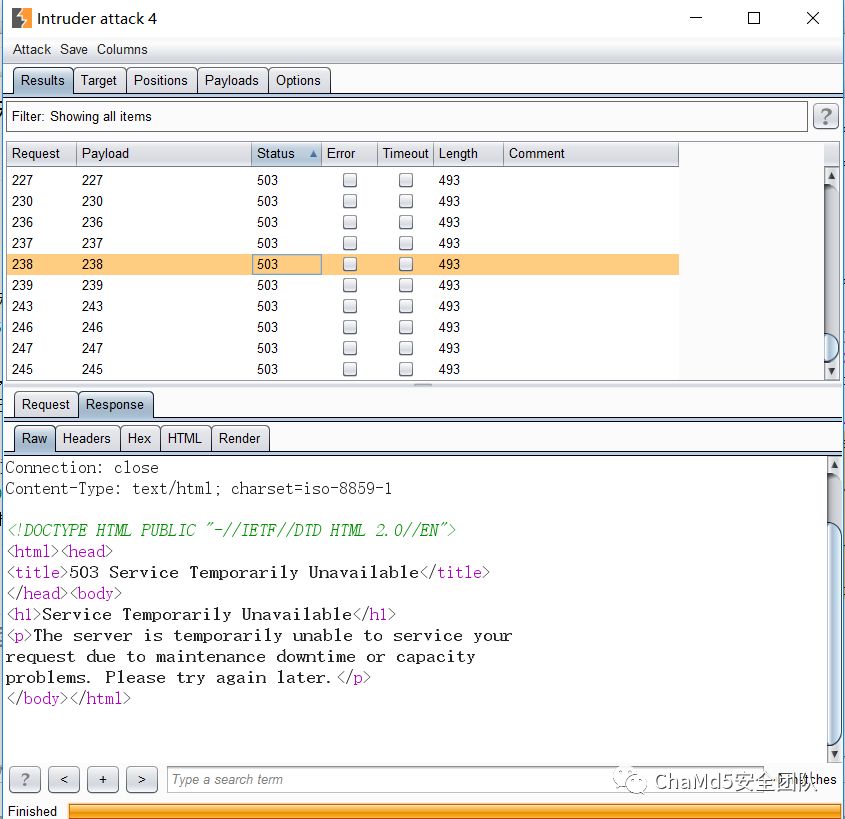 Intruder attack 4
Attack Save Columns
Results Target Positions Payloads Options
Filter: Showing all items ?
Request Payload Status Error Timeout Length Comment
227 227 503 493
230 230 503 493
236 236 503 493
237 237 503 493
238 238 503 493
239 239 503 493
243 243 503 493
246 246 503 493
247 247 503 493
245 245 503 493
Request Response
Raw Headers Hex HTML Render
Connection: close
Content-Type: text/html; charset=iso-8859-1
<!DOCTYPE HTML PUBLIC "-//IETF//DTD HTML 2.0//EN">
<html><head>
<title>503 Service Temporarily Unavailable</title>
</head><body>
<h1>Service Temporarily Unavailable</h1>
<p>The server is temporarily unable to service your
request due to maintenance downtime or capacity
problems. Please try again later.</p>
</body></html>
? < + > Type a search term
ChaMd5安全团队
Finished